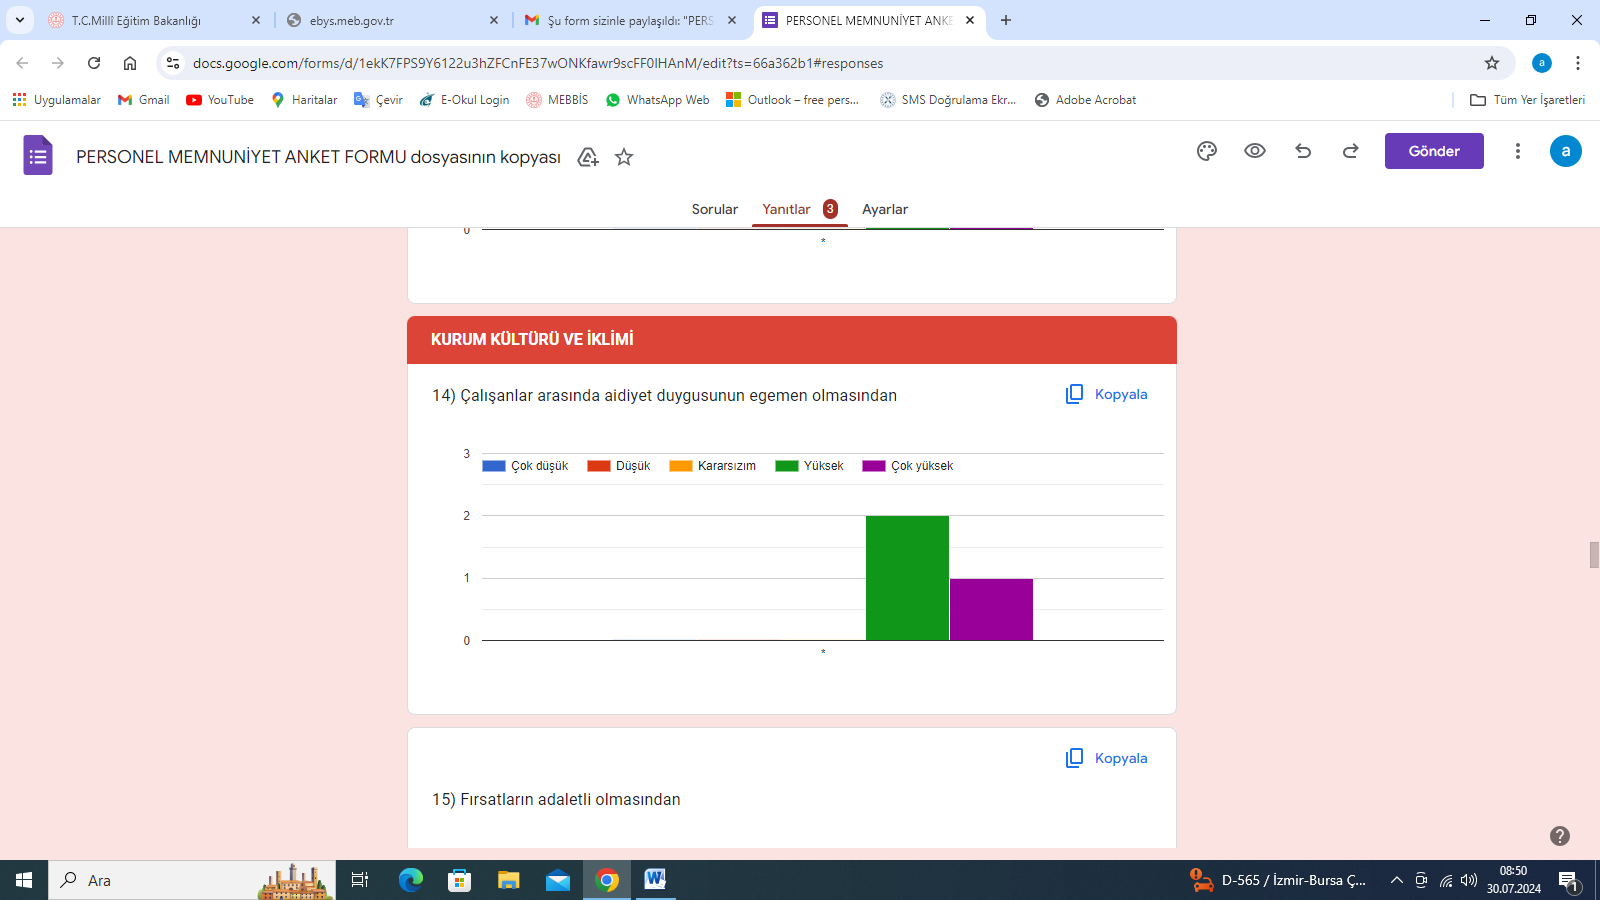 T.C.Millî Eğitim Bakanlığı
ebys.meb.gov.tr
Şu form sizinle paylaşıldı: "PERS
PERSONEL MEMNUNİYET ANKE
docs.google.com/forms/d/1ekK7FPS9Y6122u3hZFCnFE37wONKfawr9scFF0IHAnM/edit?ts=66a362b1#responses
a
Uygulamalar
Gmail
YouTube
Haritalar
Çevir
E-Okul Login
MEBBİS
WhatsApp Web
Outlook – free pers...
SMS Doğrulama Ekr...
Adobe Acrobat
Tüm Yer İşaretleri
PERSONEL MEMNUNİYET ANKET FORMU dosyasının kopyası
Gönder
a
Sorular
Yanıtlar 3
Ayarlar
0
*
KURUM KÜLTÜRÜ VE İKLİMİ
14) Çalışanlar arasında aidiyet duygusunun egemen olmasından
Kopyala
3
Çok düşük
Düşük
Kararsızım
Yüksek
Çok yüksek
2
1
0
*
Kopyala
15) Fırsatların adaletli olmasından
Ara
D-565 / İzmir-Bursa Ç...
08:50
30.07.2024
1